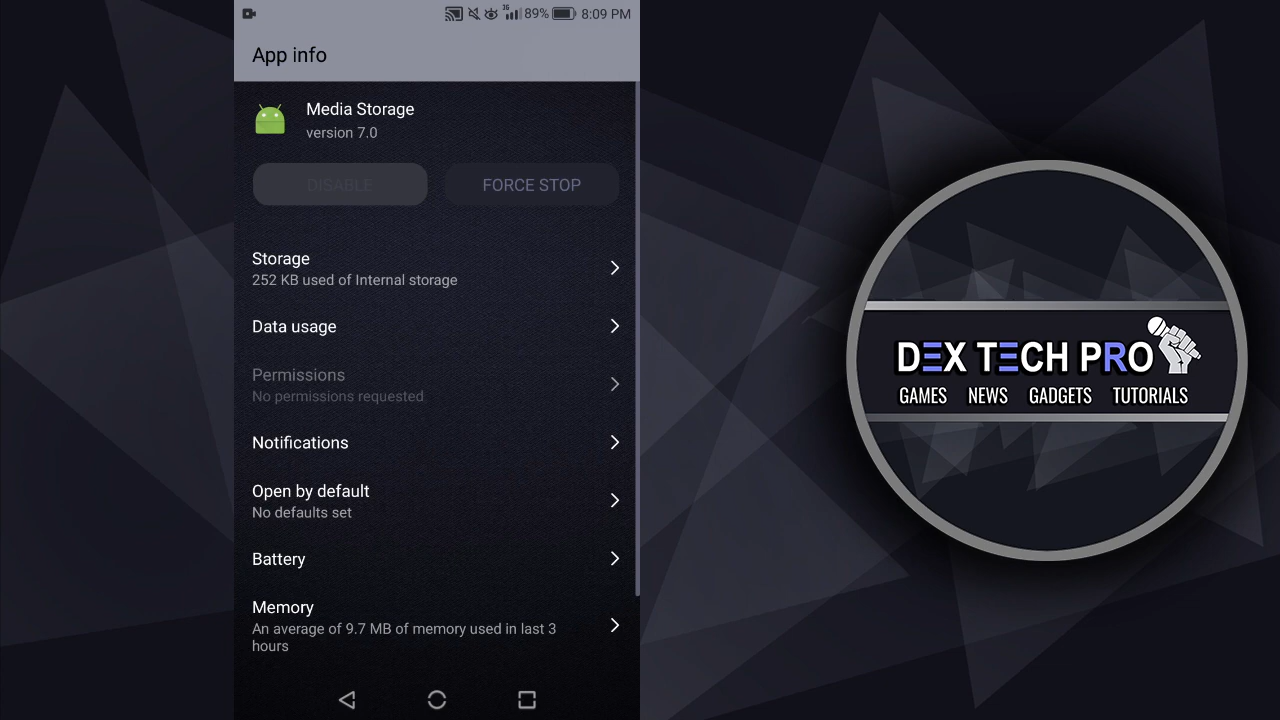 3G 89% 8:09 PM
App info
Media Storage
version 7.0
DISABLE
FORCE STOP
Storage
252 KB used of Internal storage
Data usage
Permissions
No permissions requested
Notifications
Open by default
No defaults set
Battery
Memory
An average of 9.7 MB of memory used in last 3
hours
DEX TECH PRO
GAMES NEWS GADGETS TUTORIALS